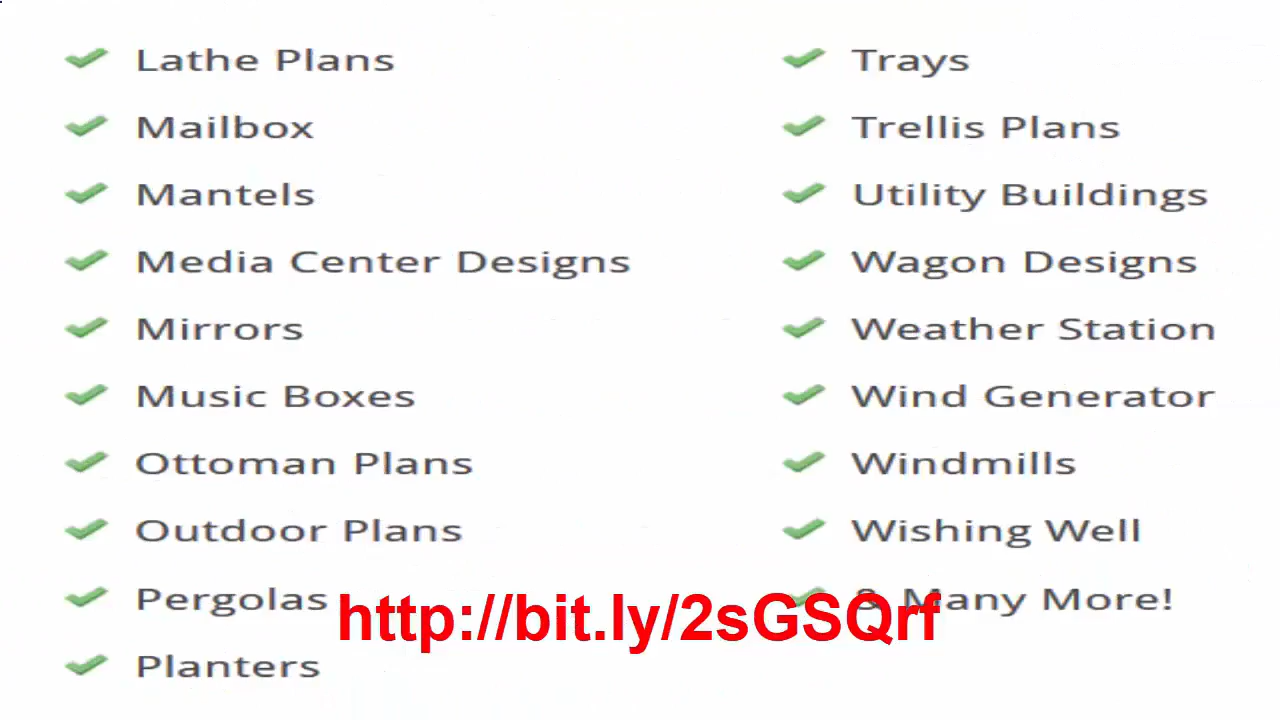 Lathe Plans
Mailbox
Mantels
Media Center Designs
Mirrors
Music Boxes
Ottoman Plans
Outdoor Plans
Pergolas
Planters
Trays
Trellis Plans
Utility Buildings
Wagon Designs
Weather Station
Wind Generator
Windmills
Wishing Well
& Many More!
http://bit.ly/2sGSQrf